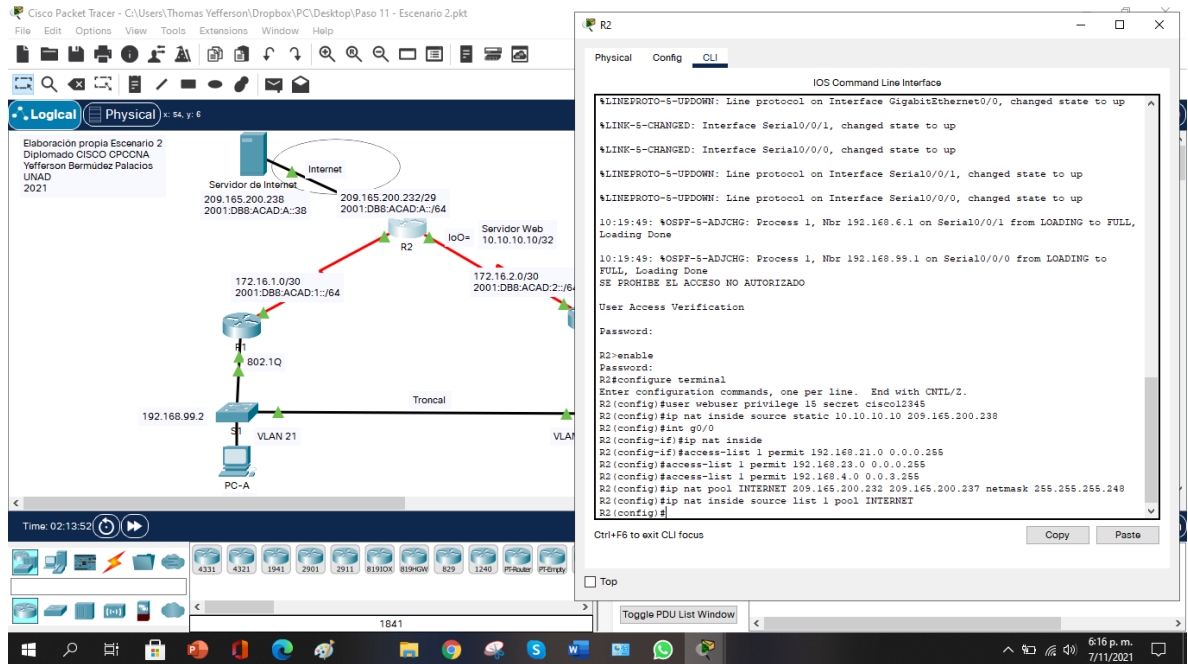 Cisco Packet Tracer - C:\Users\Thomas Yefferson\Dropbox\PC\Desktop\Paso 11 - Escenario 2.pkt
File Edit Options View Tools Extensions Window Help
Logical Physical x: 54, y: 6
Elaboración propia Escenario 2
Diplomado CISCO CPCCNA
Yefferson Bermúdez Palacios
UNAD
2021
Internet
Servidor de Internet
209.165.200.238
2001:DB8:ACAD:A::38
209.165.200.232/29
2001:DB8:ACAD:A::/64
R2
loO=
Servidor Web
10.10.10.10/32
172.16.1.0/30
2001:DB8:ACAD:1::/64
172.16.2.0/30
2001:DB8:ACAD:2::/64
R1
802.1Q
Troncal
192.168.99.2
S1
VLAN 21
VLAN
PC-A
Time: 02:13:52
4331 4321 1941 2901 2911 819IOX 819HGW 829 1240 PT-Router PT-Empty
1841
R2
Physical Config CLI
IOS Command Line Interface
%LINEPROTO-5-UPDOWN: Line protocol on Interface GigabitEthernet0/0, changed state to up
%LINK-5-CHANGED: Interface Serial0/0/1, changed state to up
%LINK-5-CHANGED: Interface Serial0/0/0, changed state to up
%LINEPROTO-5-UPDOWN: Line protocol on Interface Serial0/0/1, changed state to up
%LINEPROTO-5-UPDOWN: Line protocol on Interface Serial0/0/0, changed state to up
10:19:49: %OSPF-5-ADJCHG: Process 1, Nbr 192.168.6.1 on Serial0/0/1 from LOADING to FULL,
Loading Done
10:19:49: %OSPF-5-ADJCHG: Process 1, Nbr 192.168.99.1 on Serial0/0/0 from LOADING to
FULL, Loading Done
SE PROHIBE EL ACCESO NO AUTORIZADO
User Access Verification
Password:
R2>enable
Password:
R2#configure terminal
Enter configuration commands, one per line. End with CNTL/Z.
R2(config)#user webuser privilege 15 secret cisco12345
R2(config)#ip nat inside source static 10.10.10.10 209.165.200.238
R2(config)#int g0/0
R2(config-if)#ip nat inside
R2(config-if)#access-list 1 permit 192.168.21.0 0.0.0.255
R2(config)#access-list 1 permit 192.168.23.0 0.0.0.255
R2(config)#access-list 1 permit 192.168.4.0 0.0.3.255
R2(config)#ip nat pool INTERNET 209.165.200.232 209.165.200.237 netmask 255.255.255.248
R2(config)#ip nat inside source list 1 pool INTERNET
R2(config)#
Ctrl+F6 to exit CLI focus
Copy
Paste
Top
Toggle PDU List Window
6:16 p. m.
7/11/2021